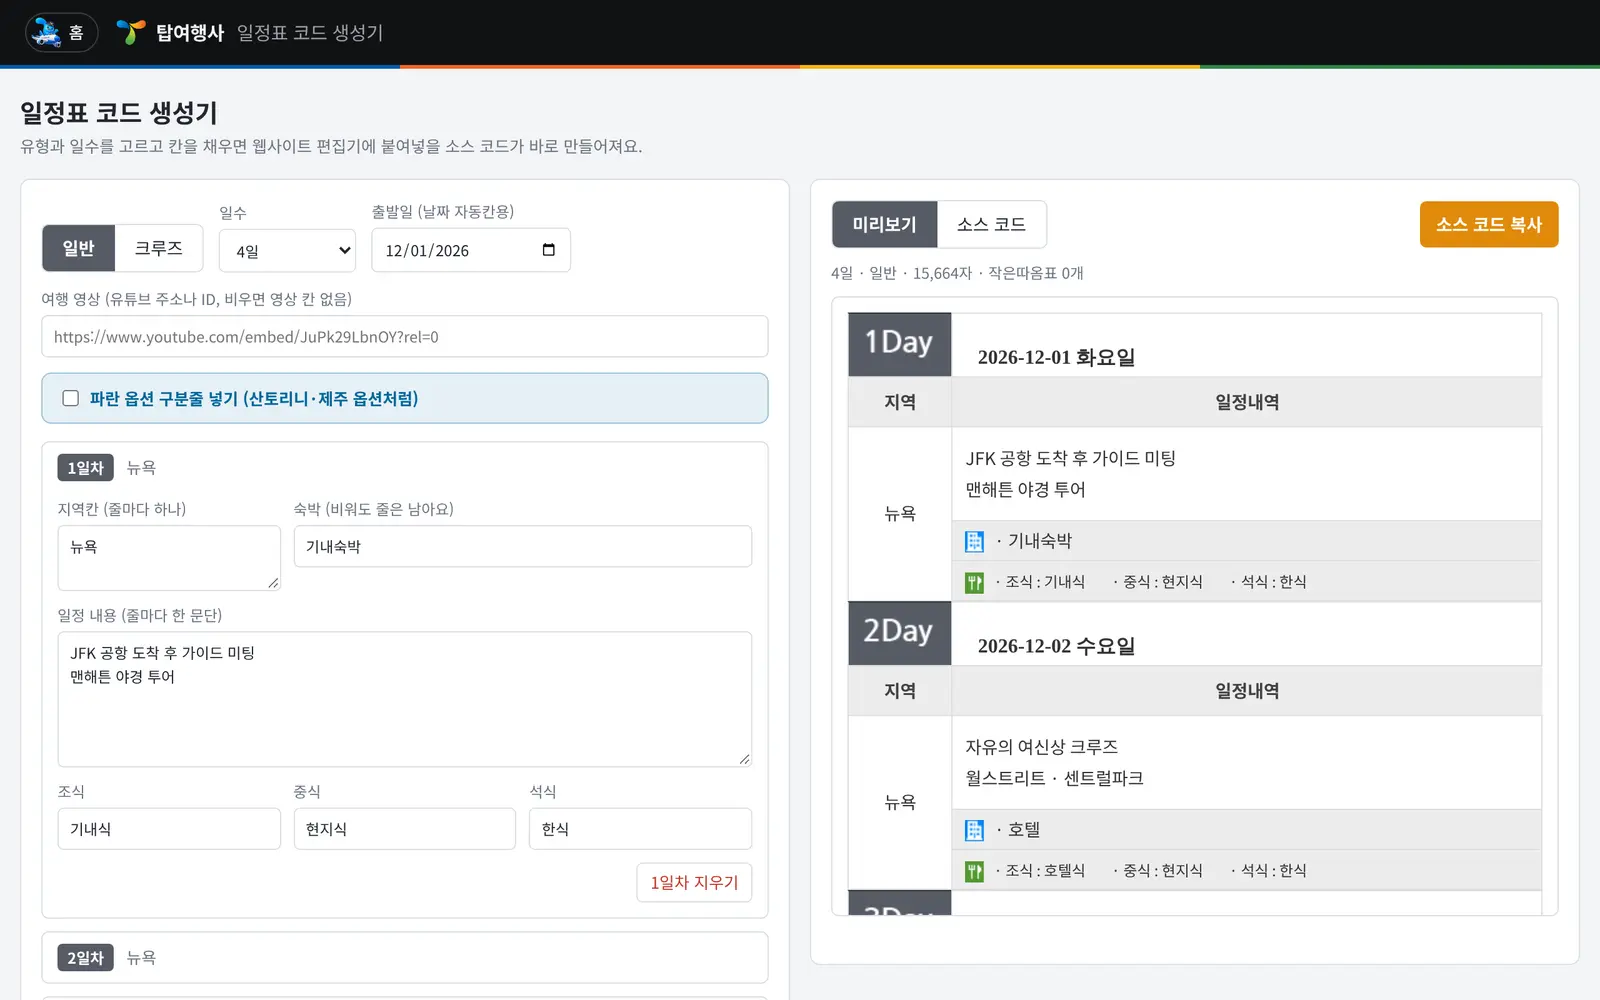 홈
탑여행사 일정표 코드 생성기
일정표 코드 생성기
유형과 일수를 고르고 칸을 채우면 웹사이트 편집기에 붙여넣을 소스 코드가 바로 만들어져요.
일반
크루즈
일수
4일
출발일 (날짜 자동칸용)
12/01/2026
여행 영상 (유튜브 주소나 ID, 비우면 영상 칸 없음)
https://www.youtube.com/embed/JuPk29LbnOY?rel=0
파란 옵션 구분줄 넣기 (산토리니·제주 옵션처럼)
1일차 뉴욕
지역칸 (줄마다 하나)
뉴욕
숙박 (비워도 줄은 남아요)
기내숙박
일정 내용 (줄마다 한 문단)
JFK 공항 도착 후 가이드 미팅
맨해튼 야경 투어
조식
기내식
중식
현지식
석식
한식
1일차 지우기
2일차 뉴욕
미리보기
소스 코드
소스 코드 복사
4일 · 일반 · 15,664자 · 작은따옴표 0개
1Day
2026-12-01 화요일
지역
일정내역
뉴욕
JFK 공항 도착 후 가이드 미팅
맨해튼 야경 투어
· 기내숙박
· 조식 : 기내식 · 중식 : 현지식 · 석식 : 한식
2Day
2026-12-02 수요일
지역
일정내역
뉴욕
자유의 여신상 크루즈
월스트리트 · 센트럴파크
· 호텔
· 조식 : 호텔식 · 중식 : 현지식 · 석식 : 한식
3Day